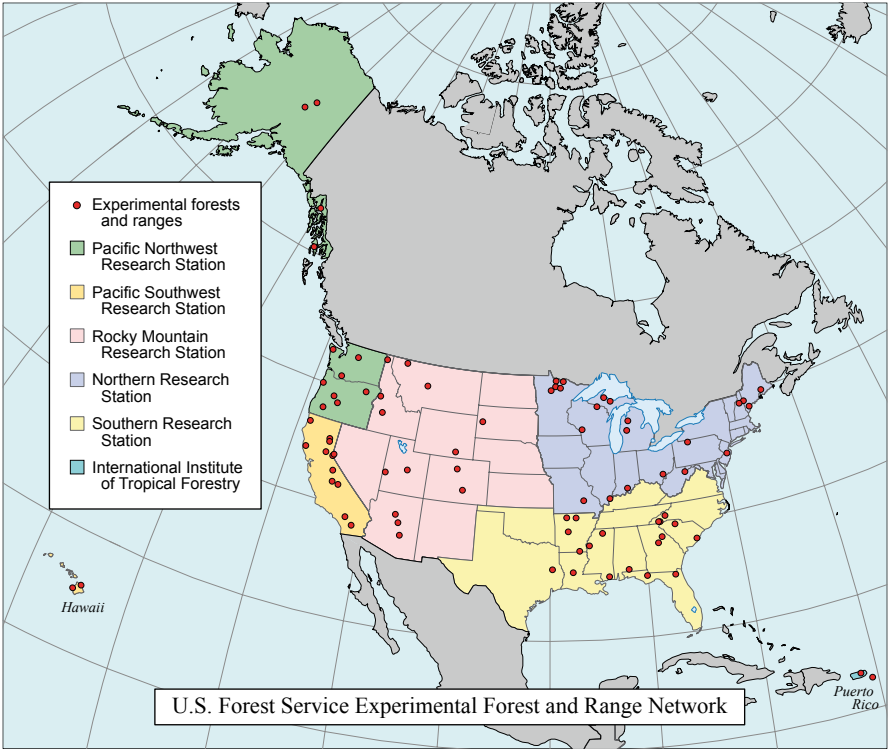 Experimental forests
and ranges
Pacific Northwest
Research Station
Pacific Southwest
Research Station
Rocky Mountain
Research Station
Northern Research
Station
Southern Research
Station
International Institute
of Tropical Forestry
Hawaii
Puerto
Rico
U.S. Forest Service Experimental Forest and Range Network